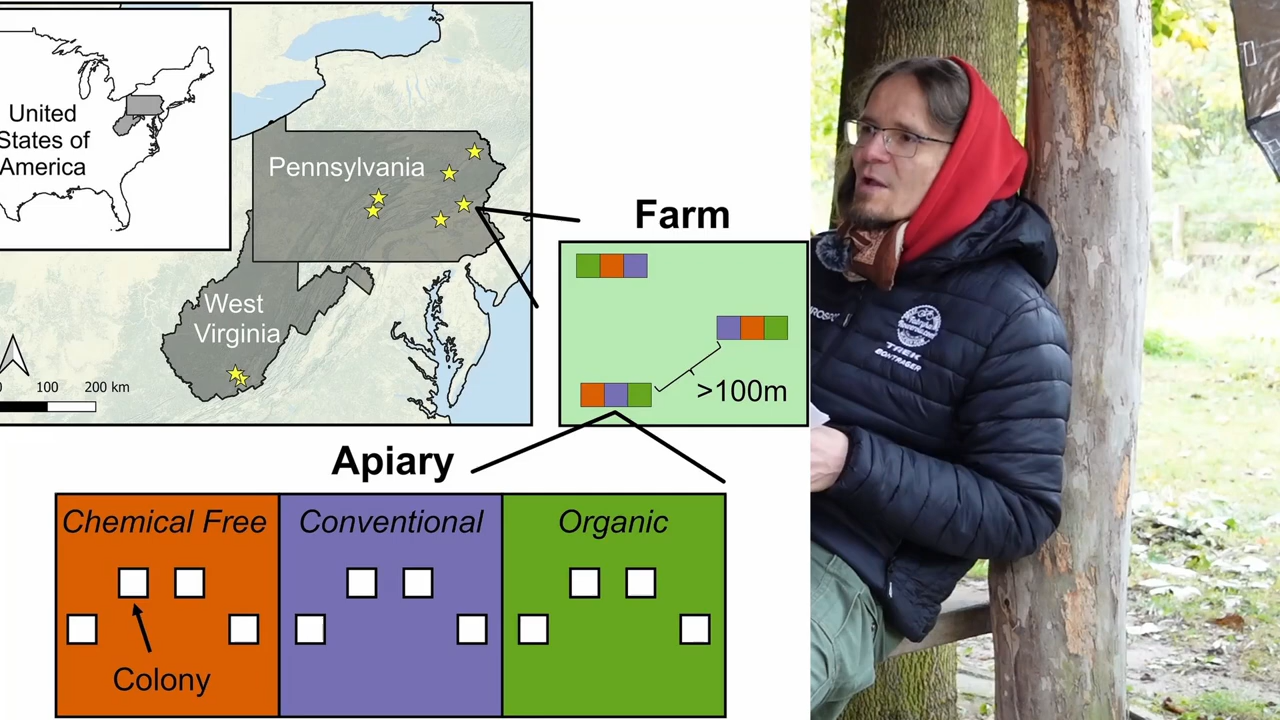 United
States of
America
Pennsylvania
West
Virginia
100
200 km
Farm
>100m
Apiary
Chemical Free
Conventional
Organic
Colony
TREK
BONTRAGER